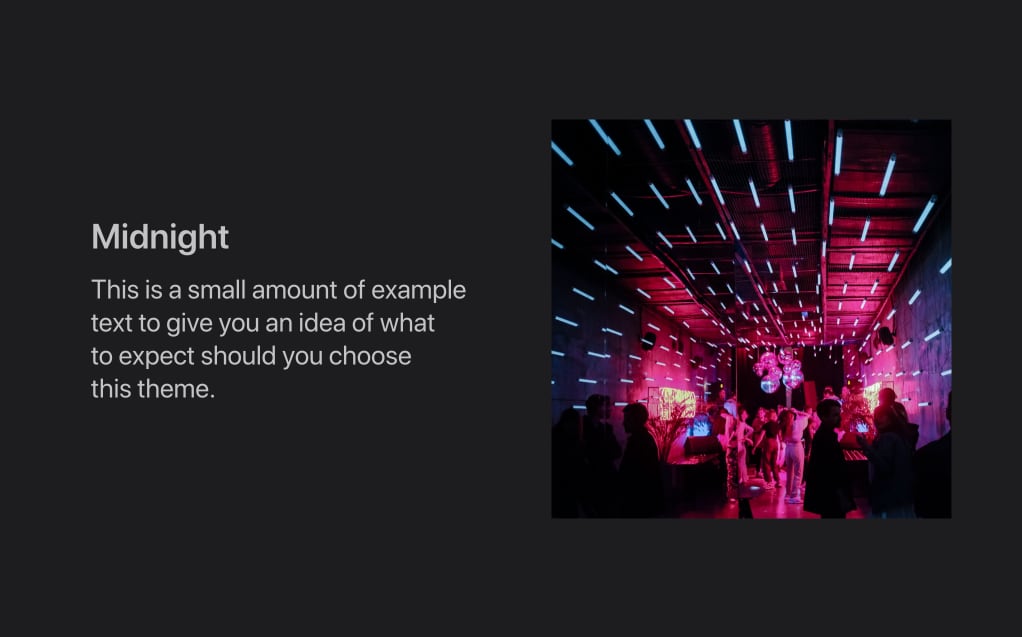 Midnight
This is a small amount of example
text to give you an idea of what
to expect should you choose
this theme.